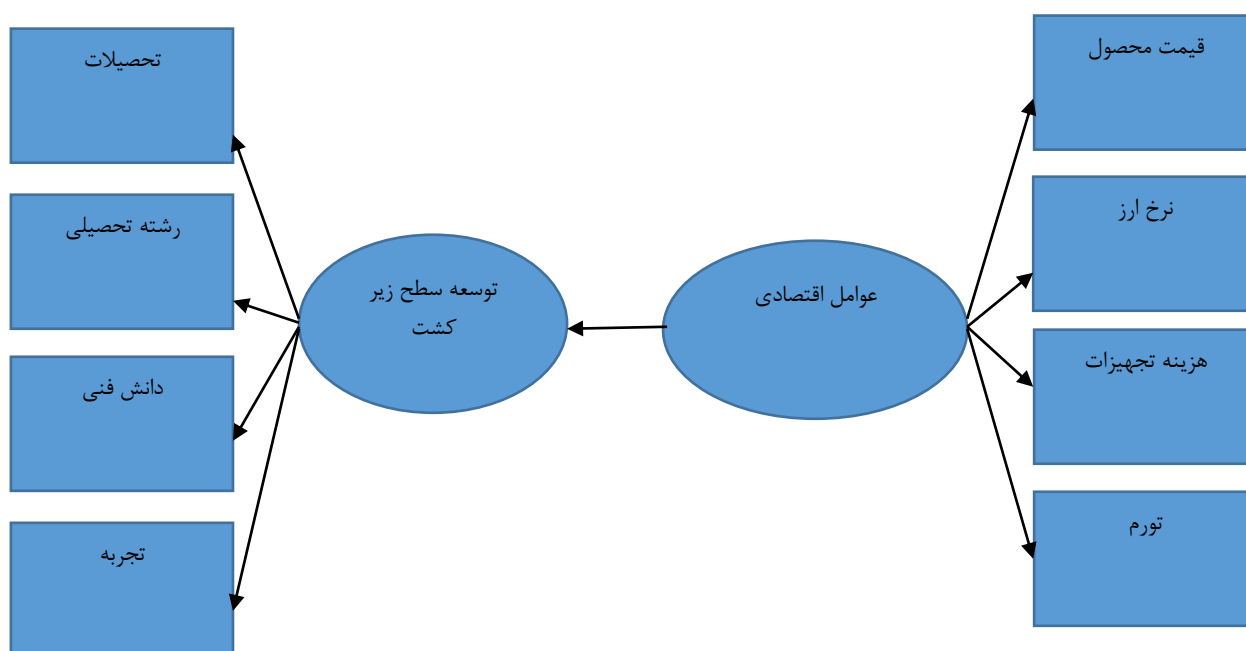 قیمت محصول
نرخ ارز
هزینه تجهیزات
تورم
عوامل اقتصادی
توسعه سطح زیر
کشت
تحصیلات
رشته تحصیلی
دانش فنی
تجربه